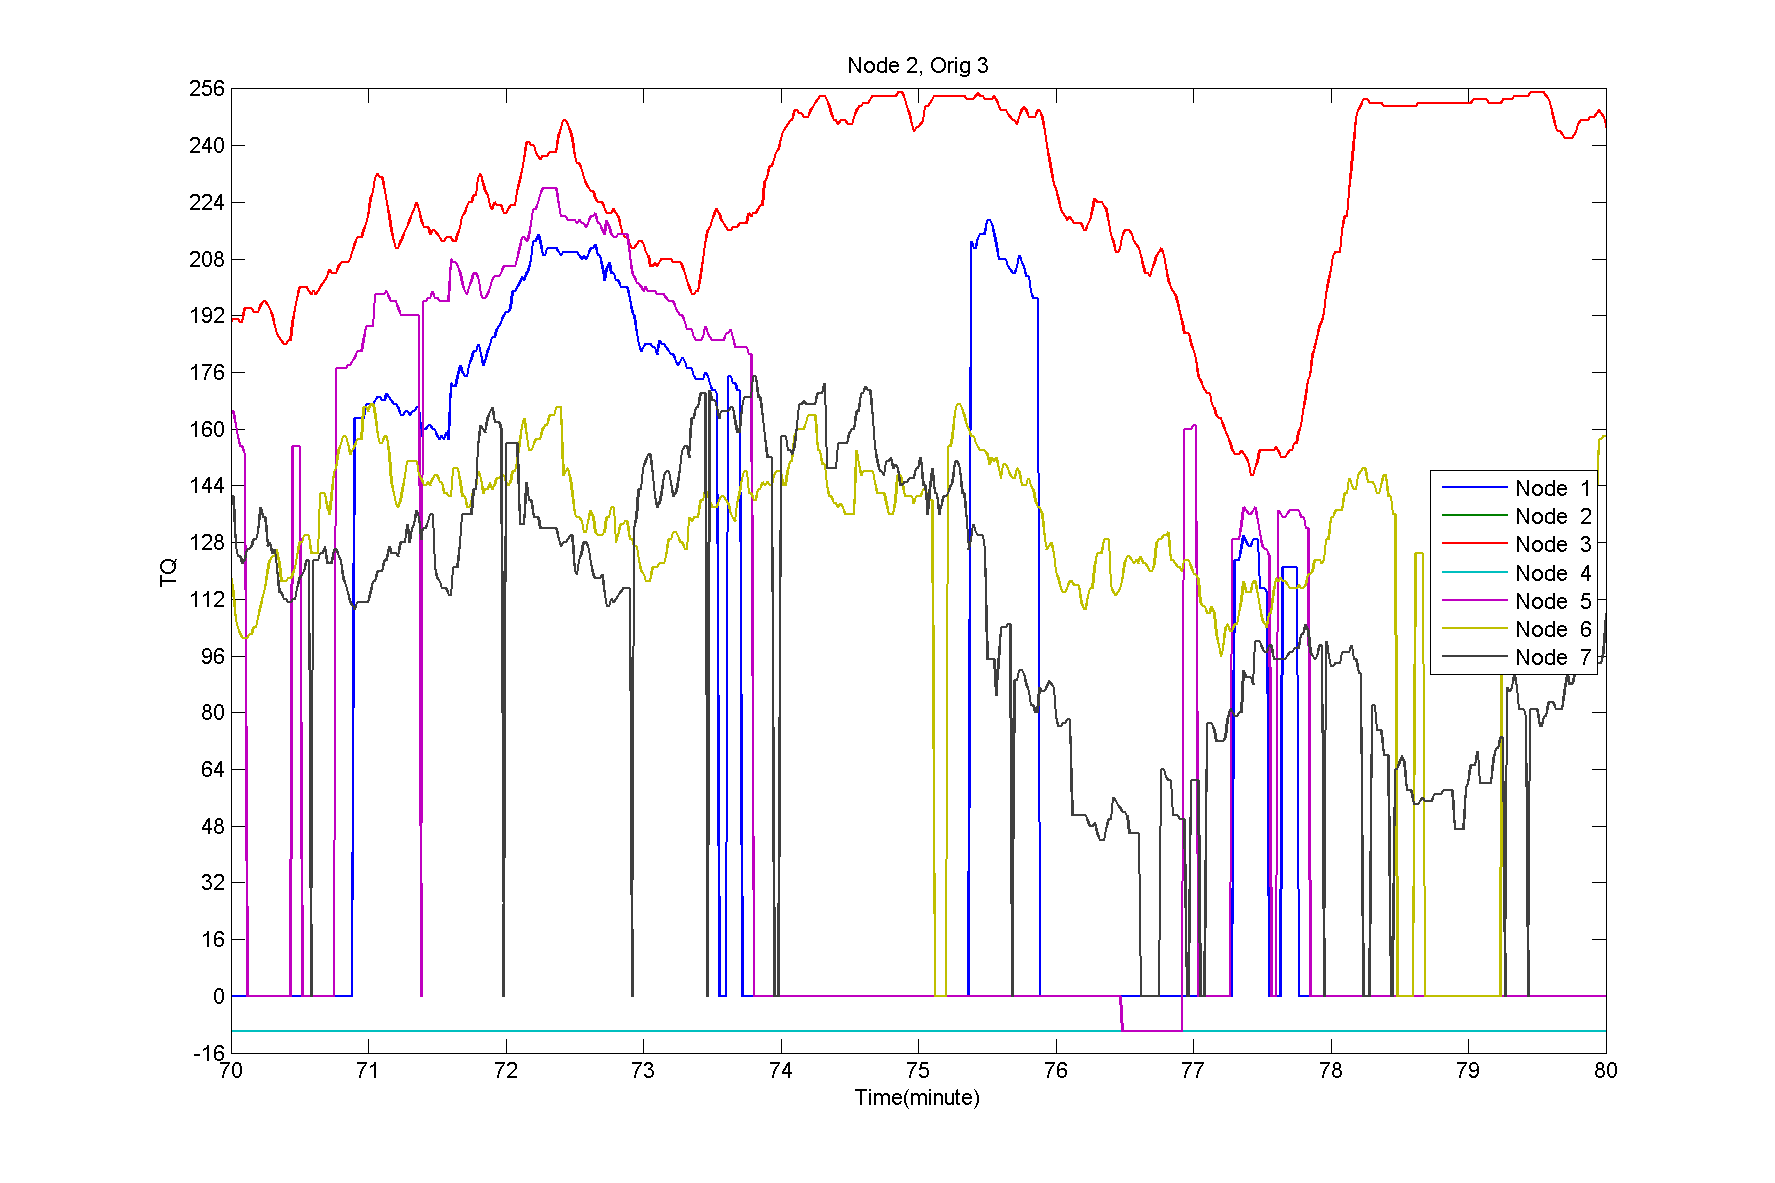 Node 2, Orig 3
256
240
224
208
192
176
160
144
128
112
96
80
64
48
32
16
0
-16
TQ
Node 1
Node 2
Node 3
Node 4
Node 5
Node 6
Node 7
70 71 72 73 74 75 76 77 78 79 80
Time(minute)